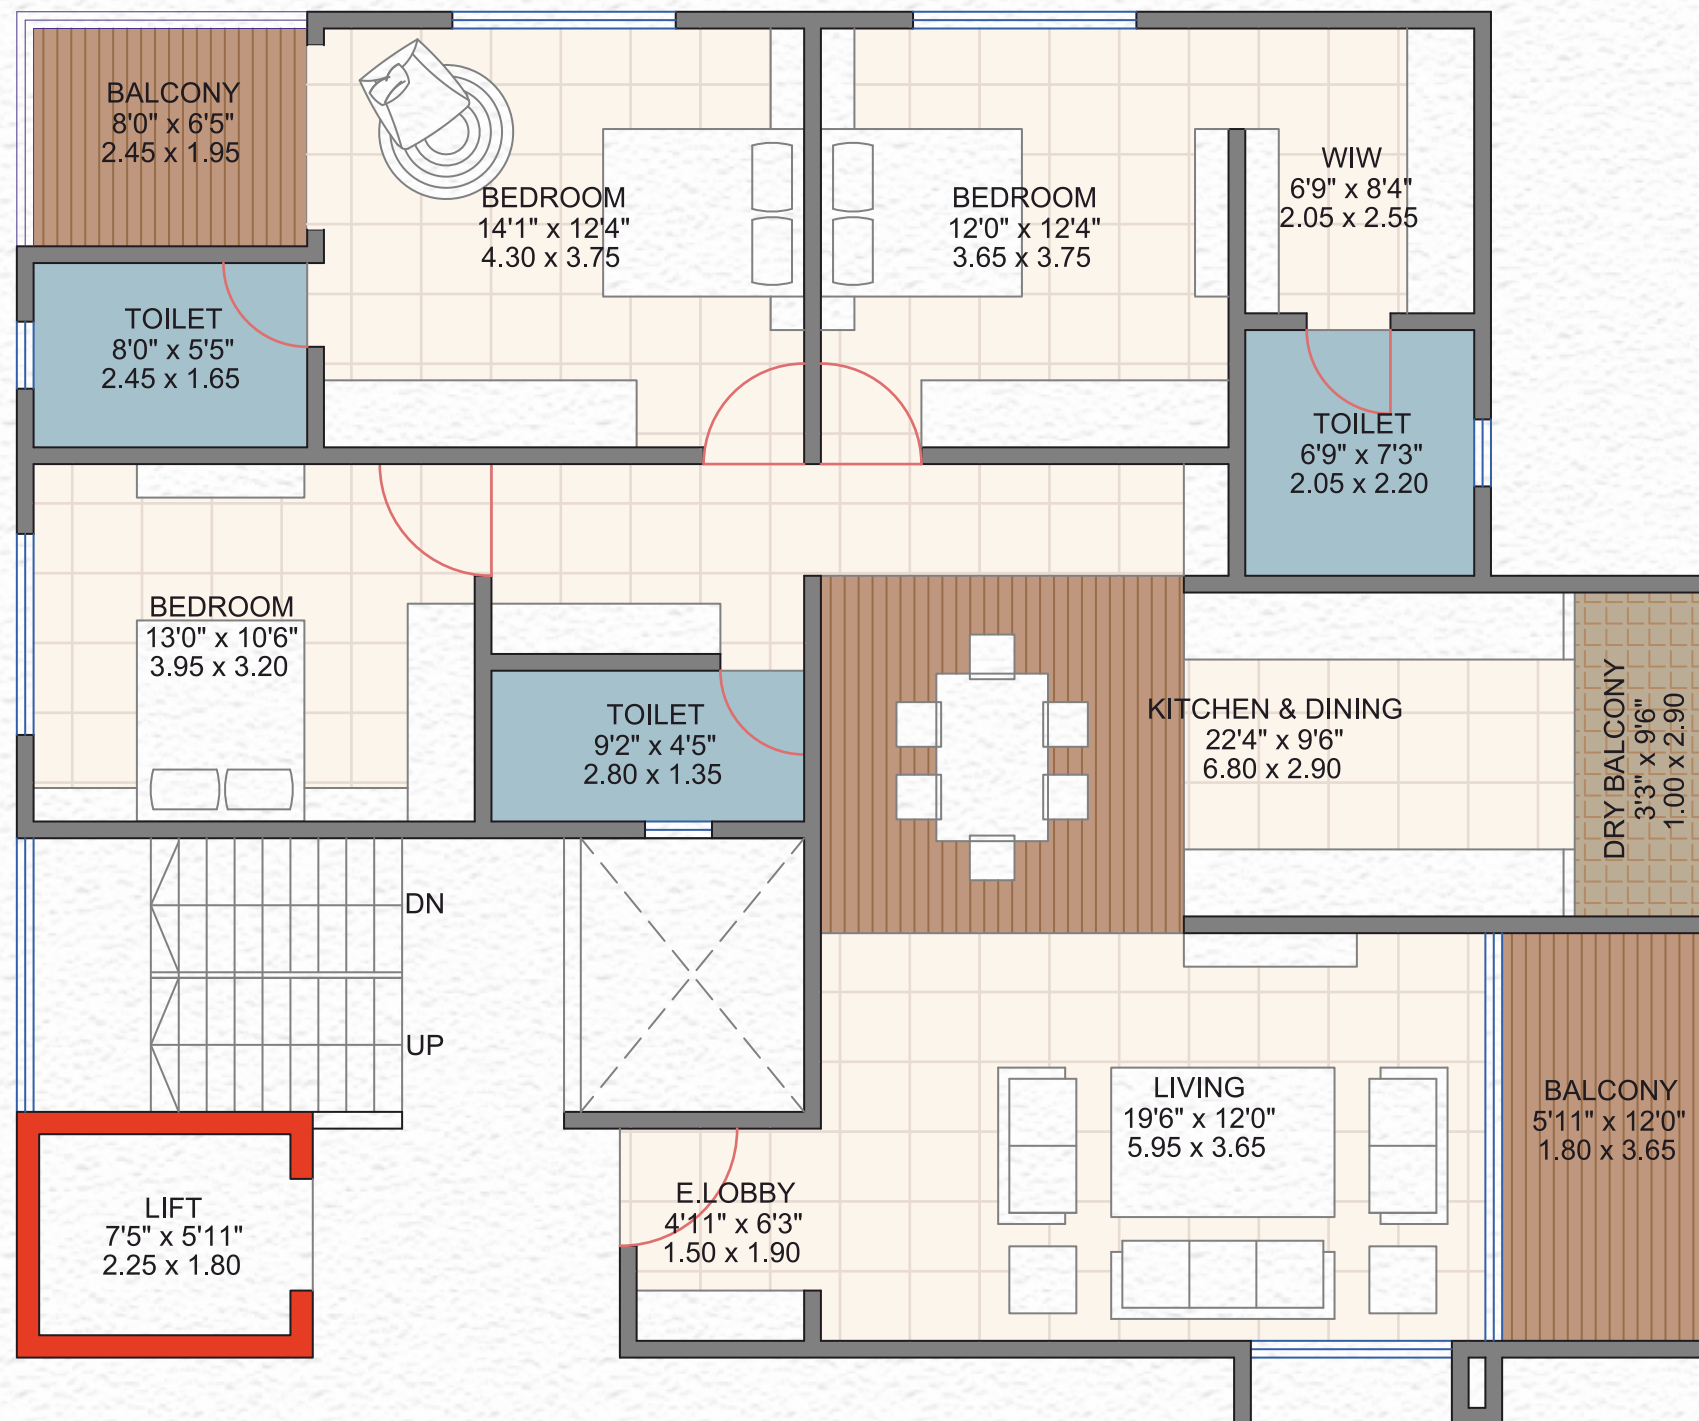 BALCONY
8'0" x 6'5"
2.45 x 1.95
BEDROOM
14'1" x 12'4"
4.30 x 3.75
BEDROOM
12'0" x 12'4"
3.65 x 3.75
WIW
6'9" x 8'4"
2.05 x 2.55
TOILET
8'0" x 5'5"
2.45 x 1.65
TOILET
6'9" x 7'3"
2.05 x 2.20
BEDROOM
13'0" x 10'6"
3.95 x 3.20
TOILET
9'2" x 4'5"
2.80 x 1.35
KITCHEN & DINING
22'4" x 9'6"
6.80 x 2.90
DRY BALCONY
3'3" x 9'6"
1.00 x 2.90
DN
UP
LIVING
19'6" x 12'0"
5.95 x 3.65
BALCONY
5'11" x 12'0"
1.80 x 3.65
E.LOBBY
4'11" x 6'3"
1.50 x 1.90
LIFT
7'5" x 5'11"
2.25 x 1.80